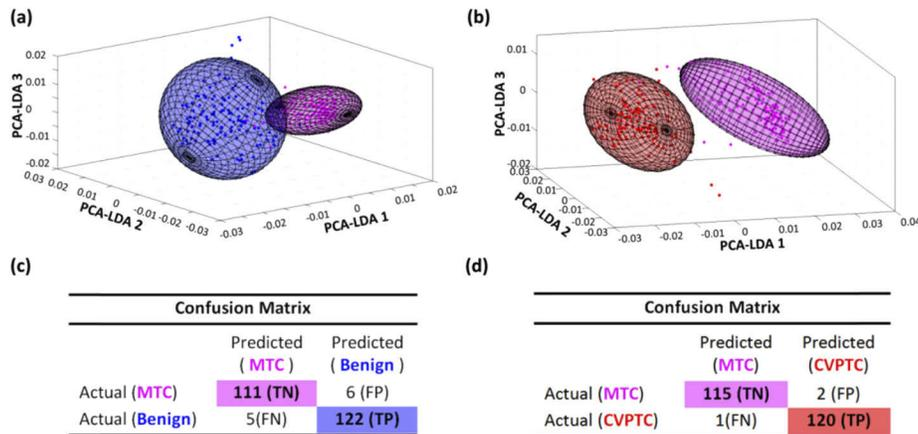 (a)
0.02
0.01
0
-0.01
-0.02
PCA-LDA 3
0.03 0.02 0.01 0 -0.01 -0.02 -0.03
PCA-LDA 2
-0.03 -0.02 -0.01 0 0.01 0.02
PCA-LDA 1
(b)
0.01
0
-0.01
-0.02
PCA-LDA 3
0.03 0.02 0.01 0 -0.01 -0.02 -0.03
PCA-LDA 2
-0.03 -0.02 -0.01 0 0.01 0.02 0.03 0.04
PCA-LDA 1
(c)
Confusion Matrix
Predicted Predicted
( MTC ) ( Benign )
Actual (MTC) 111 (TN) 6 (FP)
Actual (Benign) 5(FN) 122 (TP)
(d)
Confusion Matrix
Predicted Predicted
(MTC) (CVPTC)
Actual (MTC) 115 (TN) 2 (FP)
Actual (CVPTC) 1(FN) 120 (TP)